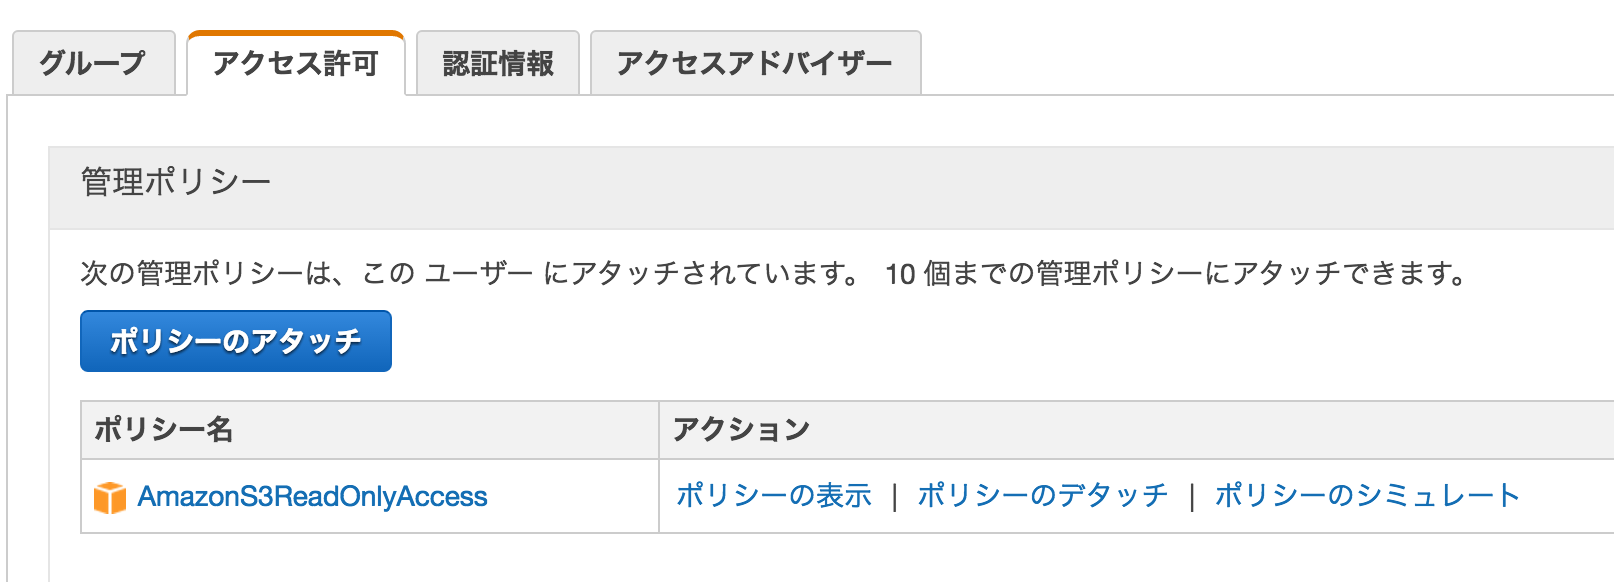 グループ アクセス許可 認証情報 アクセスアドバイザー
管理ポリシー
次の管理ポリシーは、この ユーザー にアタッチされています。 10 個までの管理ポリシーにアタッチできます。
ポリシーのアタッチ
ポリシー名 アクション
AmazonS3ReadOnlyAccess ポリシーの表示 | ポリシーのデタッチ | ポリシーのシミュレート